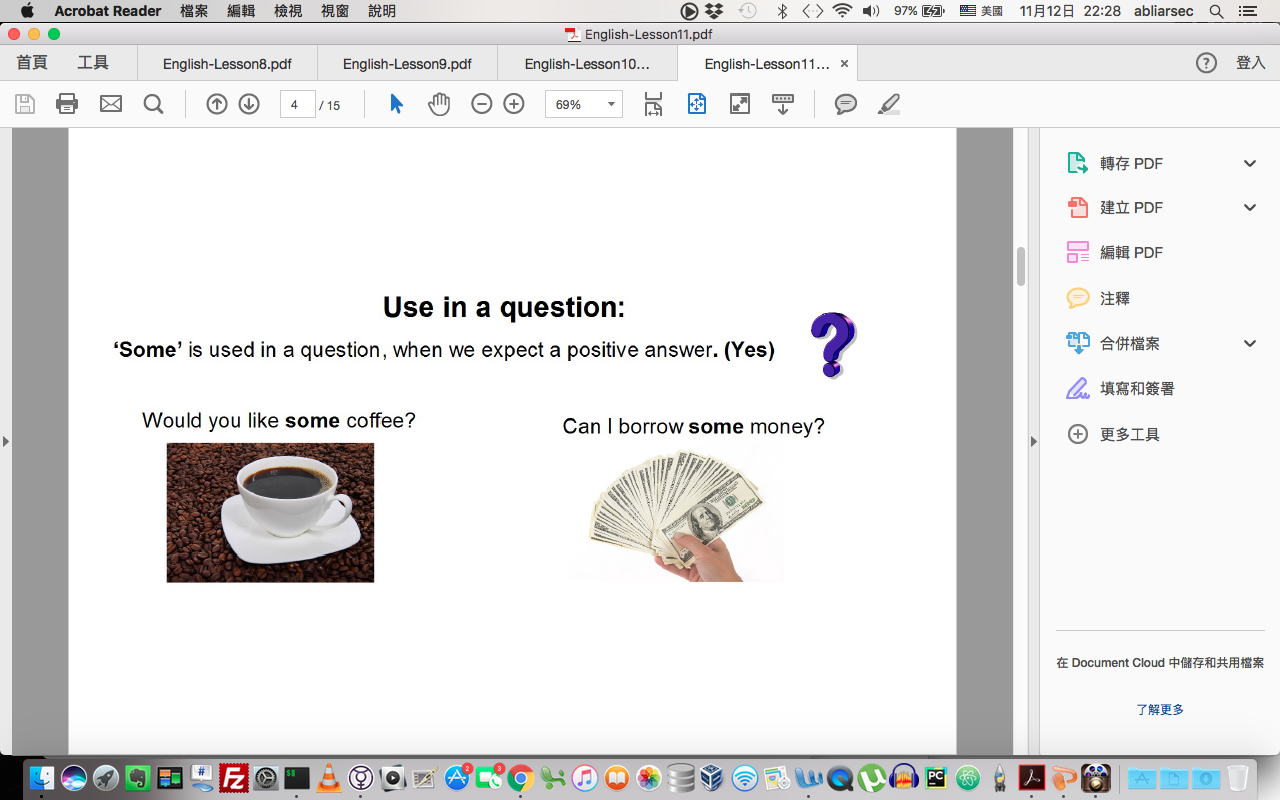 Acrobat Reader 檔案 編輯 檢視 視窗 說明 97% 美國 11月12日 22:28 abliarsec
English-Lesson11.pdf
首頁 工具 English-Lesson8.pdf English-Lesson9.pdf English-Lesson10... English-Lesson11... × 登入
4 / 15 69%
Use in a question:
‘Some’ is used in a question, when we expect a positive answer. (Yes)
Would you like some coffee?
Can I borrow some money?
轉存 PDF
建立 PDF
編輯 PDF
注釋
合併檔案
填寫和簽署
更多工具
在 Document Cloud 中儲存和共用檔案
了解更多
2 3
PC